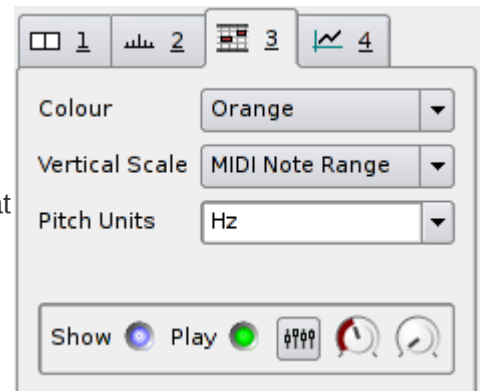 1 2 3 4
Colour Orange
Vertical Scale MIDI Note Range
Pitch Units Hz
Show Play